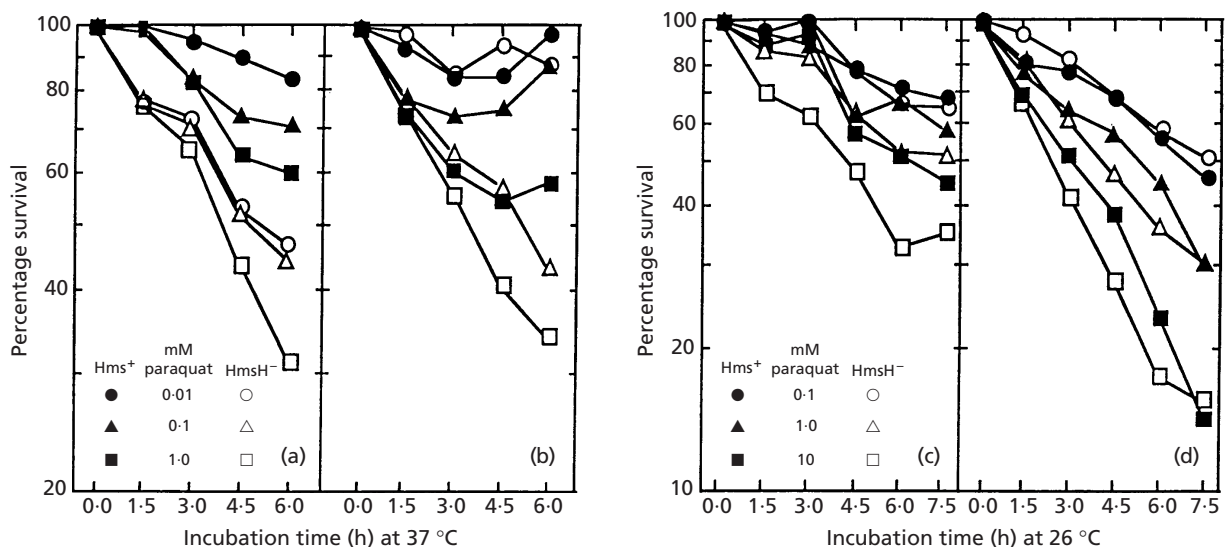 100
80
60
40
20
Percentage survival
Hms⁺ mM paraquat HmsH⁻
0·01
0·1
1·0
(a)
(b)
0·0 1·5 3·0 4·5 6·0 0·0 1·5 3·0 4·5 6·0
Incubation time (h) at 37 °C
100
80
60
40
20
10
Percentage survival
Hms⁺ mM paraquat HmsH⁻
0·1
1·0
10
(c)
(d)
0·0 1·5 3·0 4·5 6·0 7·5 0·0 1·5 3·0 4·5 6·0 7·5
Incubation time (h) at 26 °C